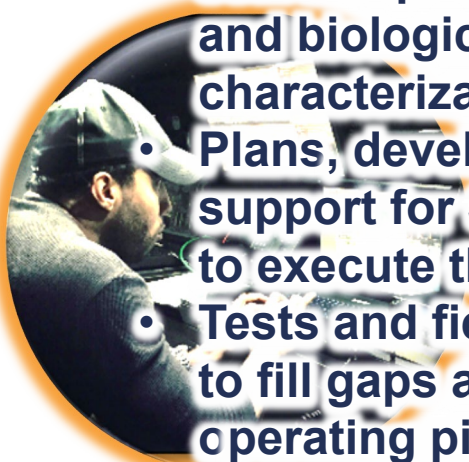 and biologic
characteriza
• Plans, devel
support for
to execute th
• Tests and fie
to fill gaps a
operating pi